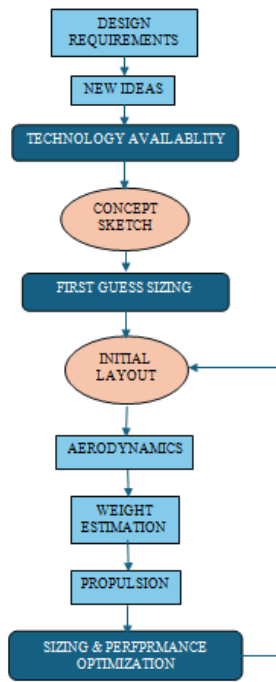 DESIGN
REQUIREMENTS
NEW IDEAS
TECHNOLOGY AVAILABLITY
CONCEPT
SKETCH
FIRST GUESS SIZING
INITIAL
LAYOUT
AERODYNAMICS
WEIGHT
ESTIMATION
PROPULSION
SIZING & PERFPRMANCE
OPTIMIZATION